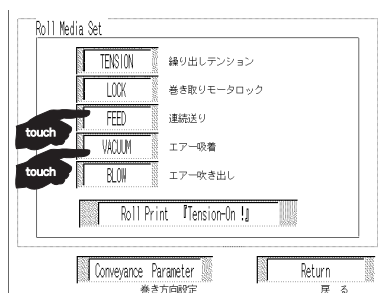 Roll Media Set
TENSION 繰り出しテンション
LOCK 巻き取りモータロック
FEED 連続送り
touch
VACUUM エアー吸着
touch
BLOW エアー吹き出し
Roll Print 『Tension-On !』
Conveyance Parameter
巻き方向設定
Return
戻 る